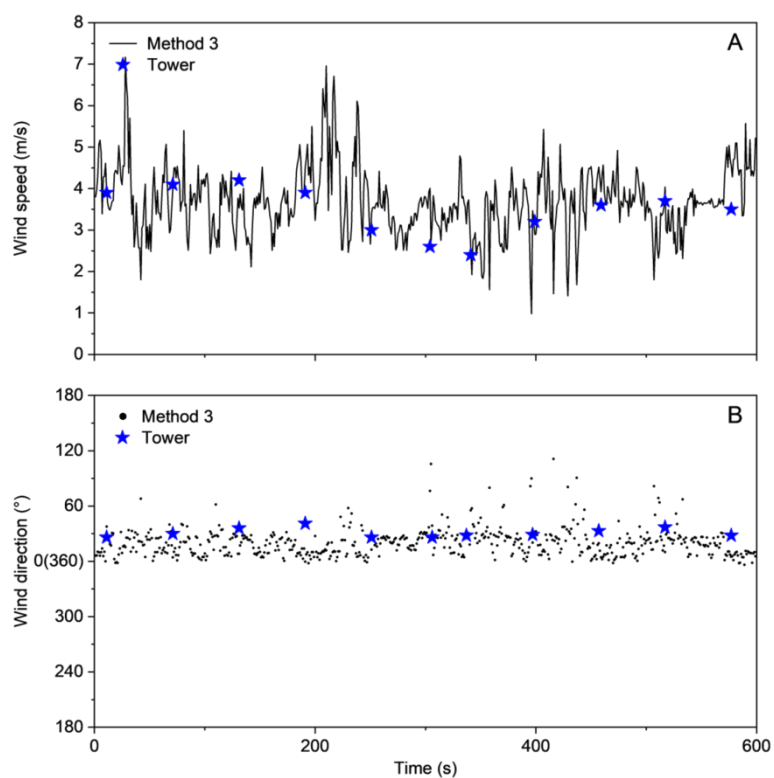 8
7
6
5
4
3
2
1
0
Wind speed (m/s)
Method 3
Tower
A
180
120
60
0(360)
300
240
180
Wind direction (°)
Method 3
Tower
B
0
200
400
600
Time (s)